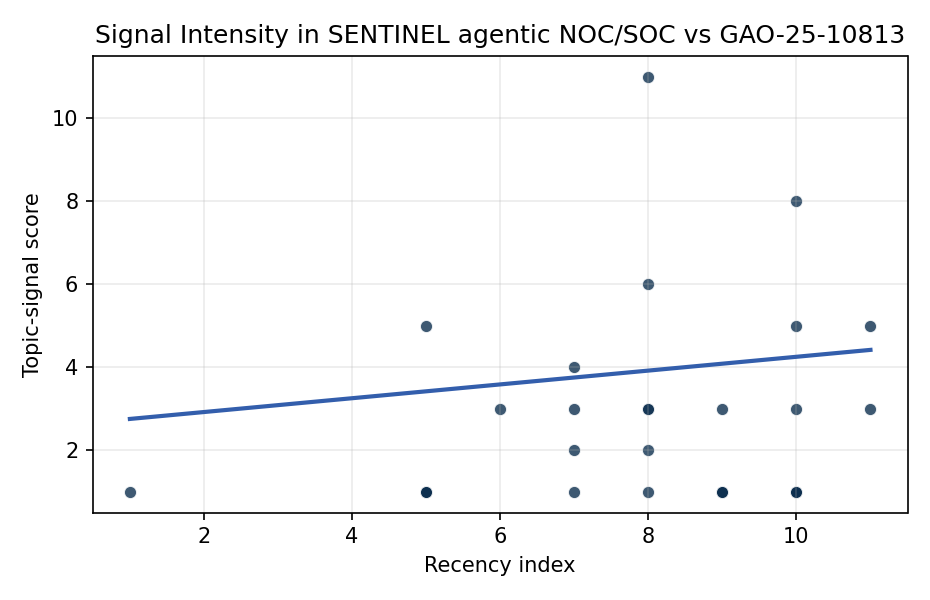 Signal Intensity in SENTINEL agentic NOC/SOC vs GAO-25-10813
10
8
6
4
2
Topic-signal score
2 4 6 8 10
Recency index